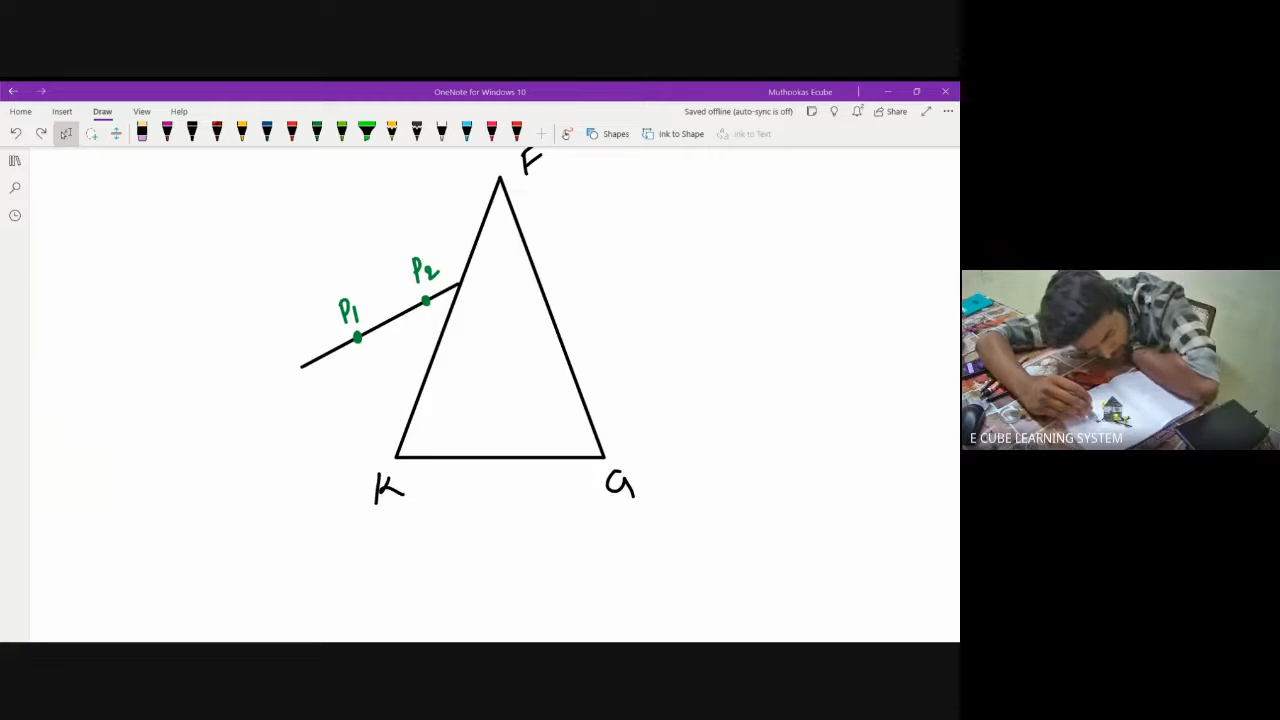 OneNote for Windows 10
Muthookas Ecube
Home Insert Draw View Help
Saved offline (auto-sync is off)
Share
Shapes
Ink to Shape
Ink to Text
F
P2
P1
K
G
E CUBE LEARNING SYSTEM